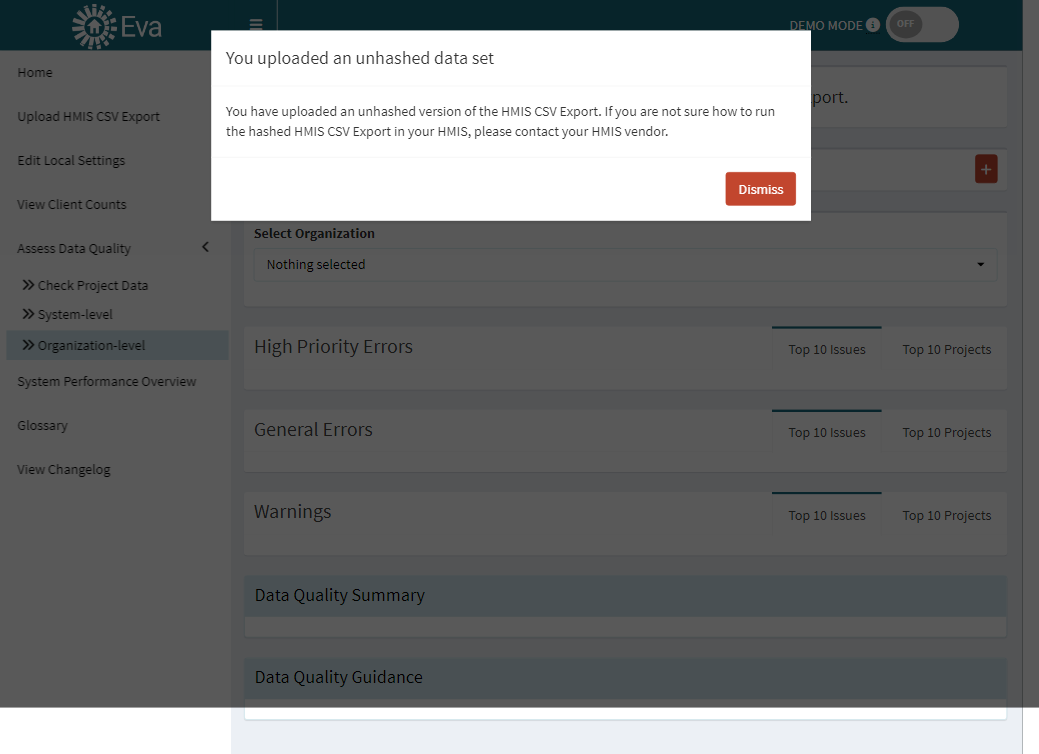 Eva
DEMO MODE
OFF
Home
Upload HMIS CSV Export
Edit Local Settings
View Client Counts
Assess Data Quality
Check Project Data
System-level
Organization-level
System Performance Overview
Glossary
View Changelog
You uploaded an unhashed data set
You have uploaded an unhashed version of the HMIS CSV Export. If you are not sure how to run
the hashed HMIS CSV Export in your HMIS, please contact your HMIS vendor.
Dismiss
port.
Select Organization
Nothing selected
High Priority Errors
Top 10 Issues Top 10 Projects
General Errors
Top 10 Issues Top 10 Projects
Warnings
Top 10 Issues Top 10 Projects
Data Quality Summary
Data Quality Guidance